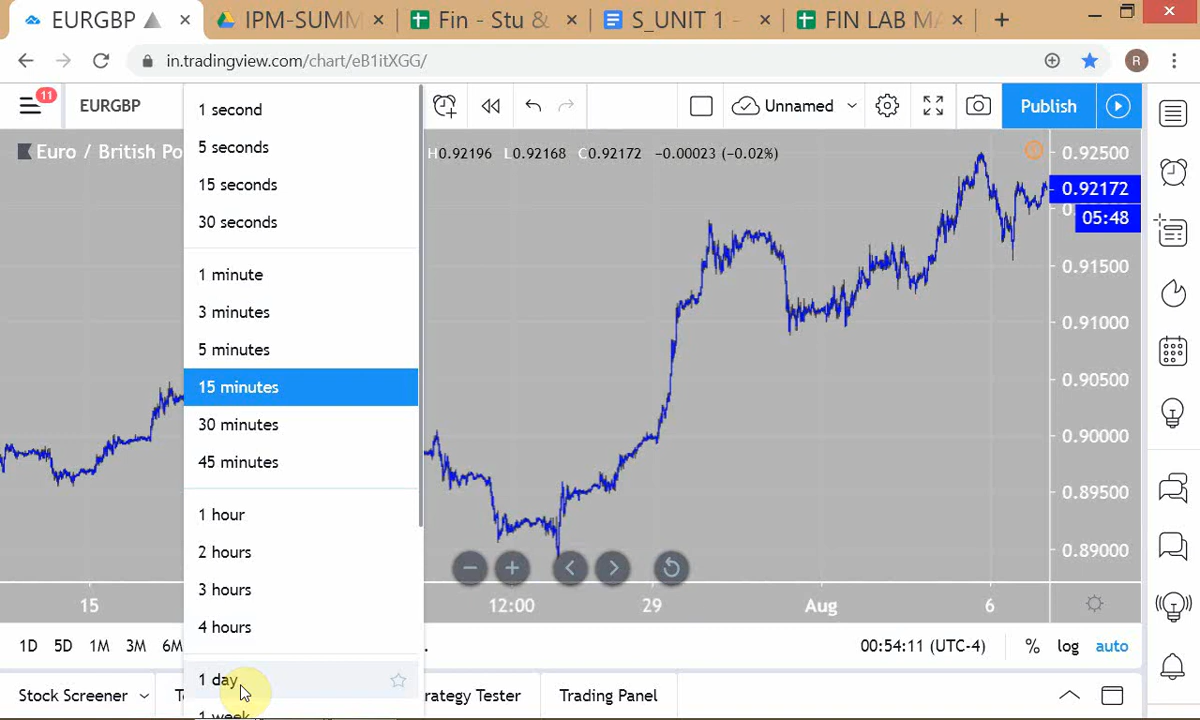 EURGBP
IPM-SUMM
Fin - Stu &
S_UNIT 1 -
FIN LAB MA
in.tradingview.com/chart/eB1itXGG/
R
11
EURGBP
Unnamed
Publish
Euro / British Po
H0.92196 L0.92168 C0.92172 −0.00023 (−0.02%)
1 second
5 seconds
15 seconds
30 seconds
1 minute
3 minutes
5 minutes
15 minutes
30 minutes
45 minutes
1 hour
2 hours
3 hours
4 hours
1 day
1 week
0.92500
0.92172
0.
05:48
0.91500
0.91000
0.90500
0.90000
0.89500
0.89000
15
12:00
29
Aug
6
1D 5D 1M 3M 6M
00:54:11 (UTC-4)
% log auto
Stock Screener
T
rategy Tester
Trading Panel